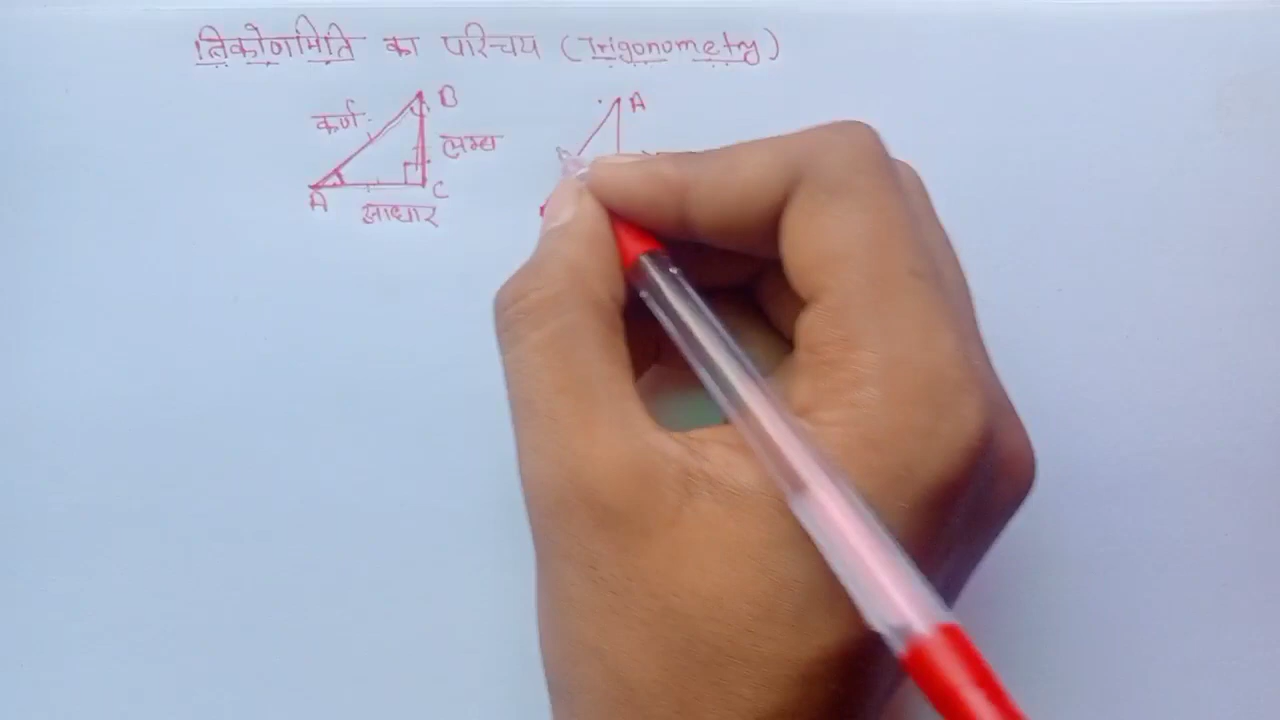 त्रिकोणमिति का परिचय (Trigonometry)
कर्ण B
लम्ब
A C
आधार
A